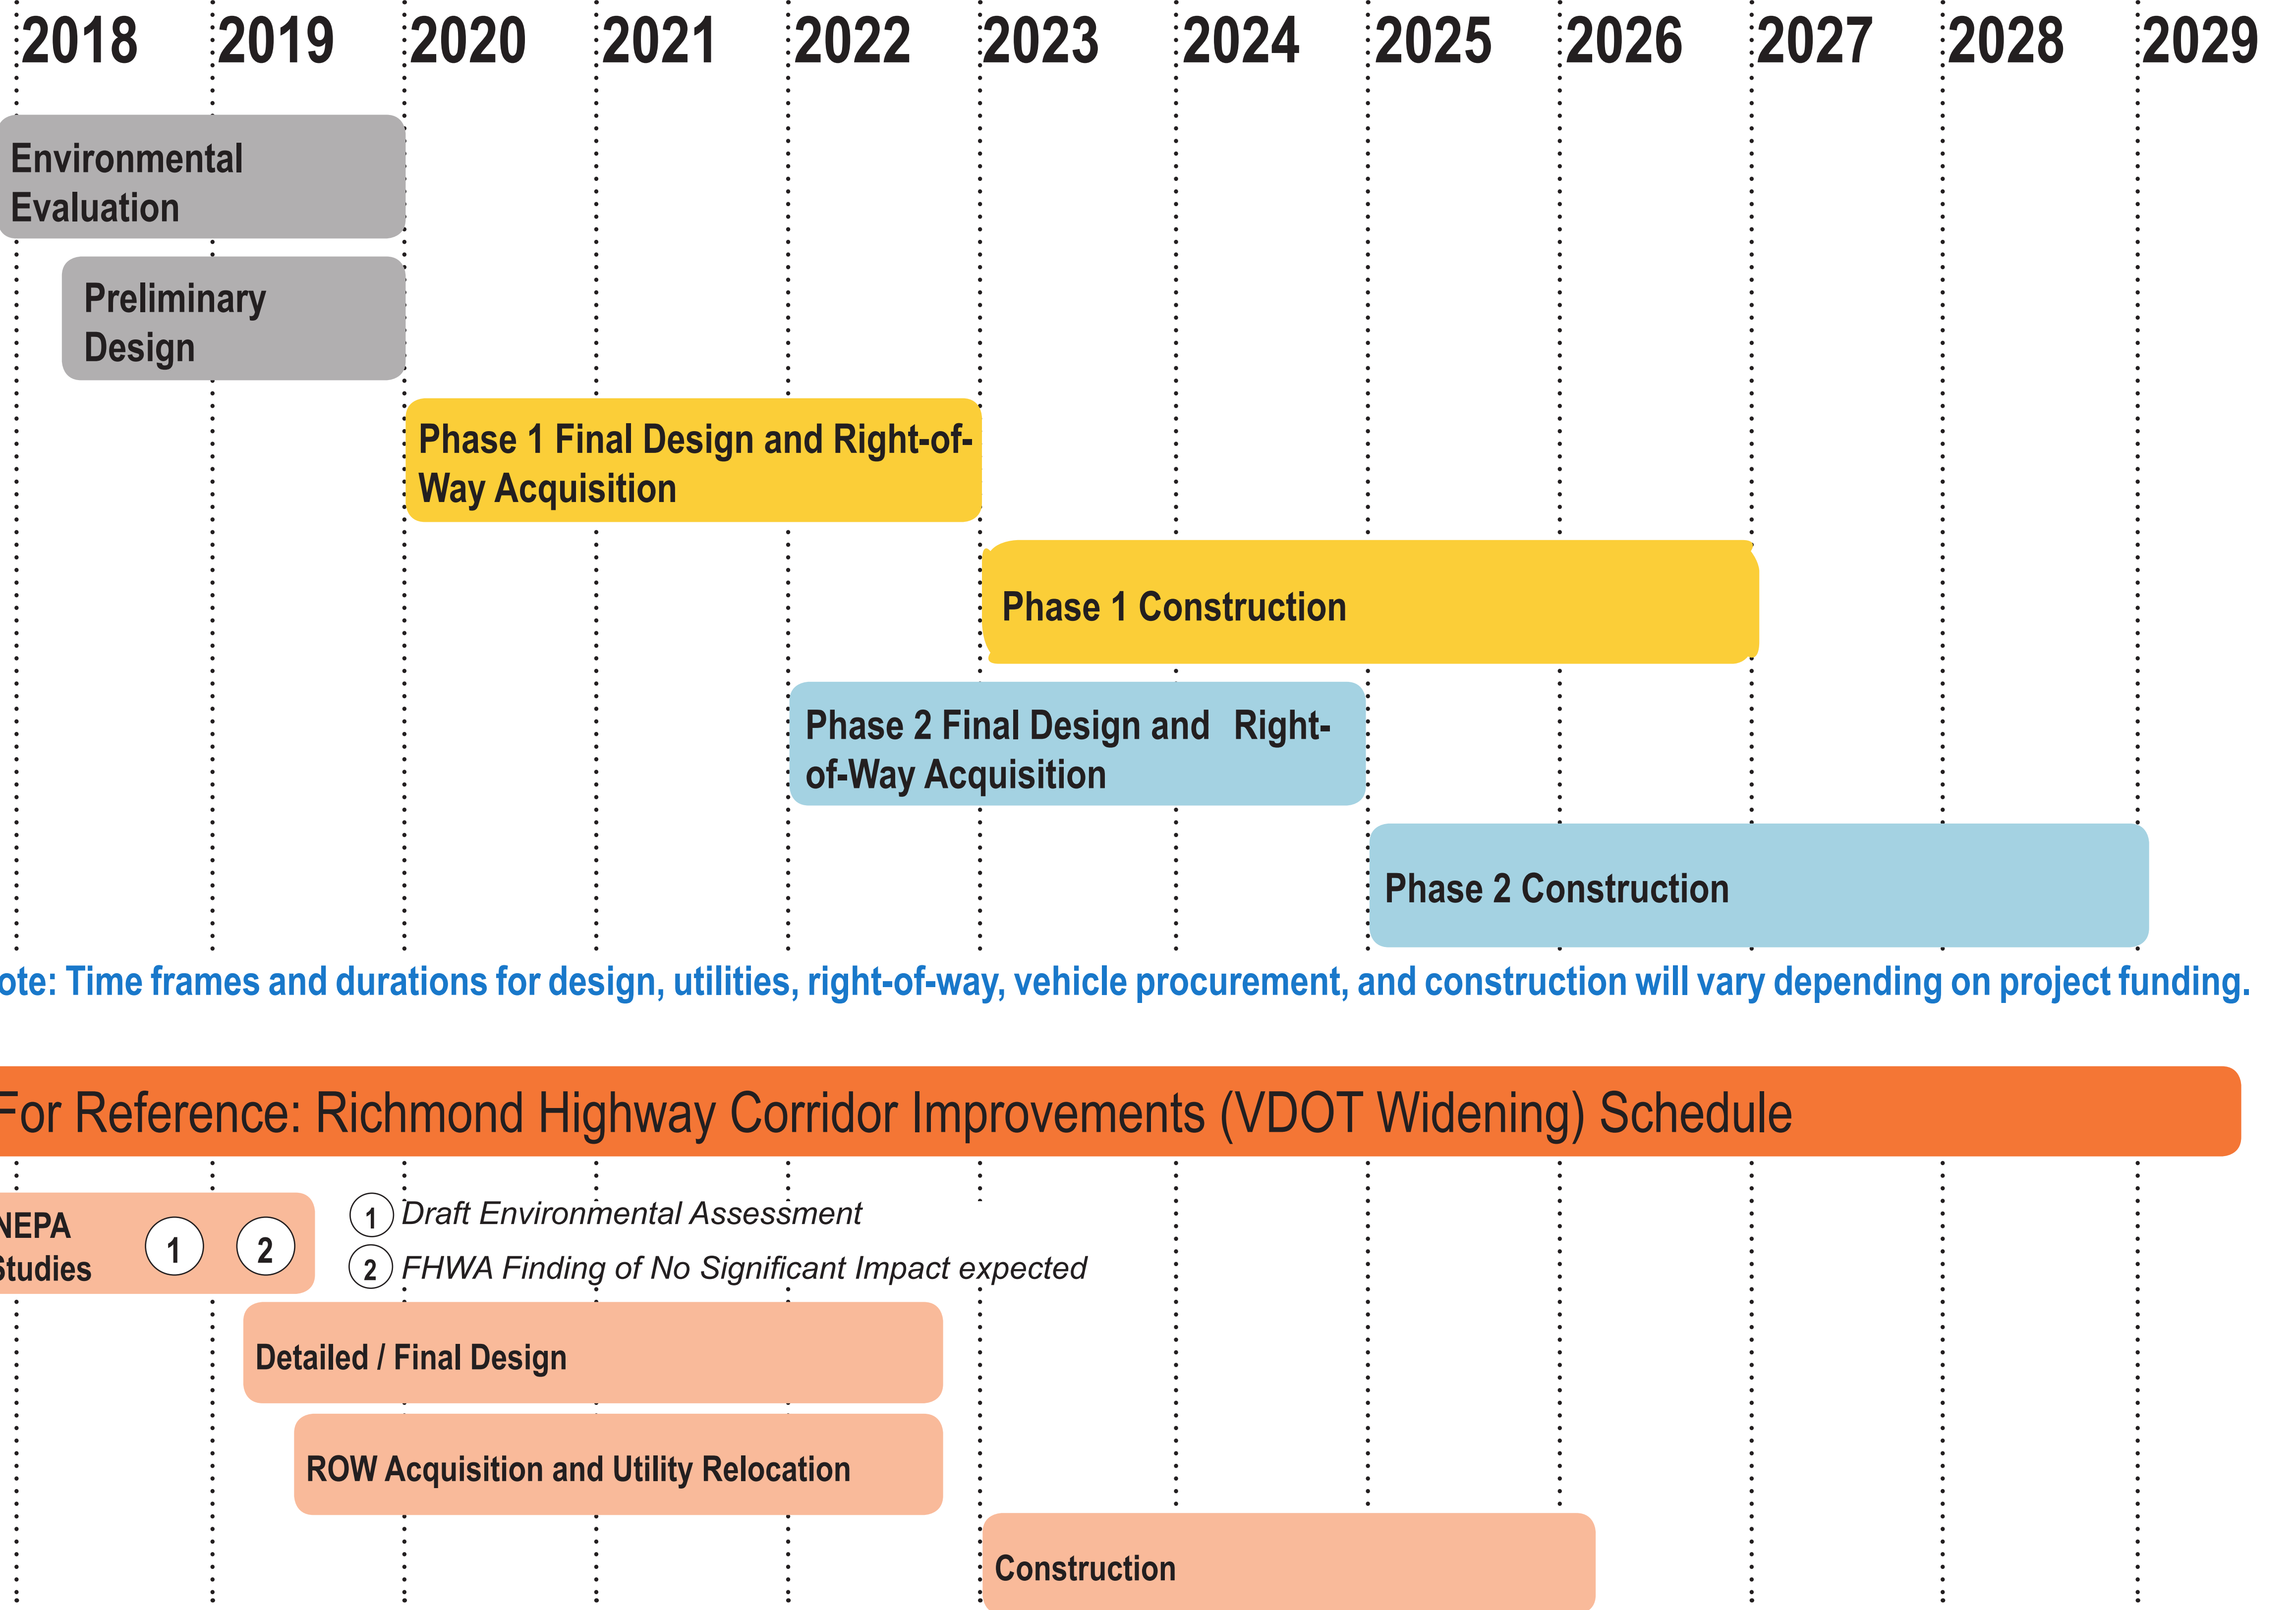 2018 2019 2020 2021 2022 2023 2024 2025 2026 2027 2028 2029
Environmental
Evaluation
Preliminary
Design
Phase 1 Final Design and Right-of-
Way Acquisition
Phase 1 Construction
Phase 2 Final Design and Right-
of-Way Acquisition
Phase 2 Construction
ote: Time frames and durations for design, utilities, right-of-way, vehicle procurement, and construction will vary depending on project funding.
For Reference: Richmond Highway Corridor Improvements (VDOT Widening) Schedule
NEPA
Studies
1 2
1 Draft Environmental Assessment
2 FHWA Finding of No Significant Impact expected
Detailed / Final Design
ROW Acquisition and Utility Relocation
Construction